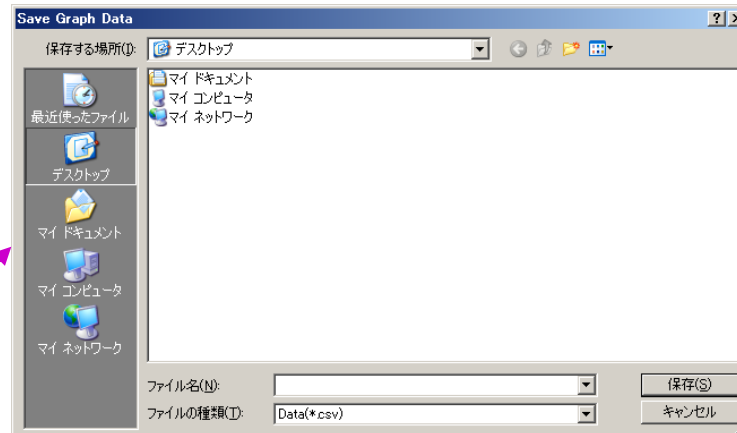 Save Graph Data
保存する場所(I):
デスクトップ
最近使ったファイル
デスクトップ
マイ ドキュメント
マイ コンピュータ
マイ ネットワーク
マイ ドキュメント
マイ コンピュータ
マイ ネットワーク
ファイル名(N):
保存(S)
ファイルの種類(T):
Data(*.csv)
キャンセル